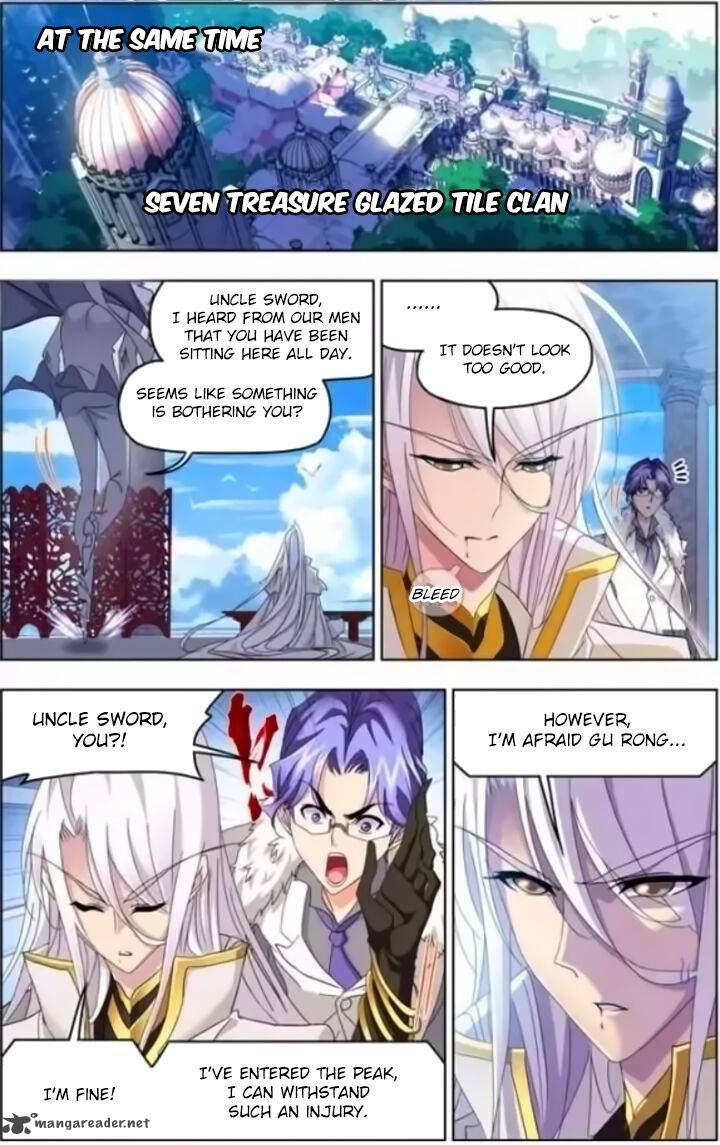 AT THE SAME TIME
SEVEN TREASURE GLAZED TILE CLAN
UNCLE SWORD,
I HEARD FROM OUR MEN
THAT YOU HAVE BEEN
SITTING HERE ALL DAY.
SEEMS LIKE SOMETHING
IS BOTHERING YOU?
......
IT DOESN'T LOOK
TOO GOOD.
BLEED
UNCLE SWORD,
YOU?!
I'M FINE!
I'VE ENTERED THE PEAK,
I CAN WITHSTAND
SUCH AN INJURY.
HOWEVER,
I'M AFRAID GU RONG...
mangareader.net